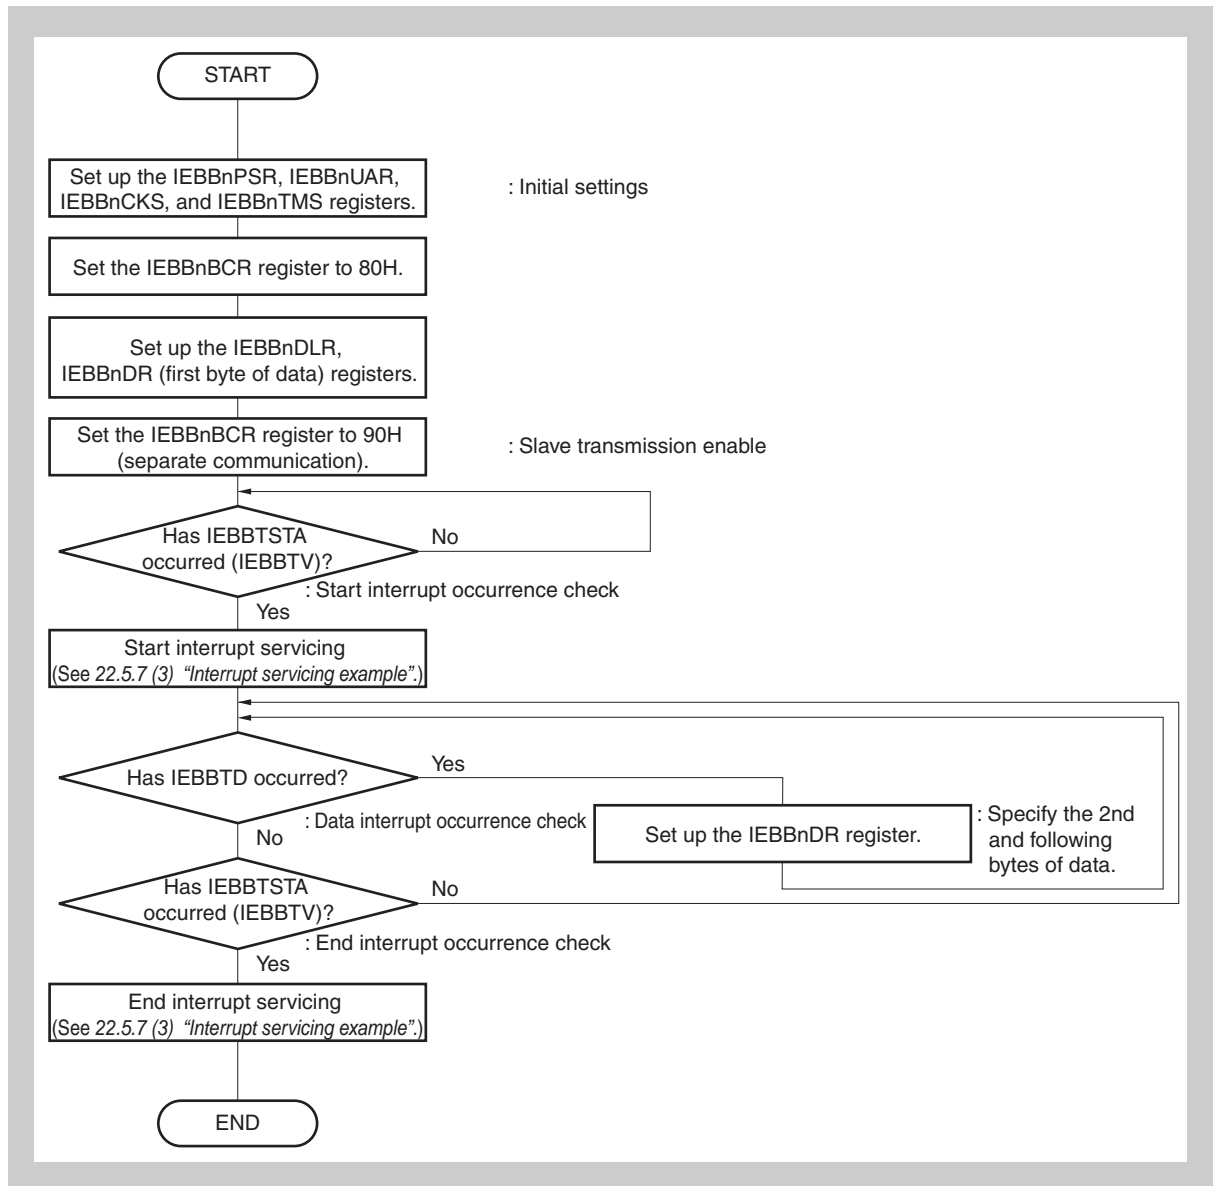 START
Set up the IEBBnPSR, IEBBnUAR,
IEBBnCKS, and IEBBnTMS registers.
: Initial settings
Set the IEBBnBCR register to 80H.
Set up the IEBBnDLR,
IEBBnDR (first byte of data) registers.
Set the IEBBnBCR register to 90H
(separate communication).
: Slave transmission enable
Has IEBBTSTA
occurred (IEBBTV)?
No
: Start interrupt occurrence check
Yes
Start interrupt servicing
(See 22.5.7 (3) “Interrupt servicing example”.)
Has IEBBTD occurred?
Yes
: Data interrupt occurrence check
No
Set up the IEBBnDR register.
: Specify the 2nd
and following
bytes of data.
Has IEBBTSTA
occurred (IEBBTV)?
No
: End interrupt occurrence check
Yes
End interrupt servicing
(See 22.5.7 (3) “Interrupt servicing example”.)
END